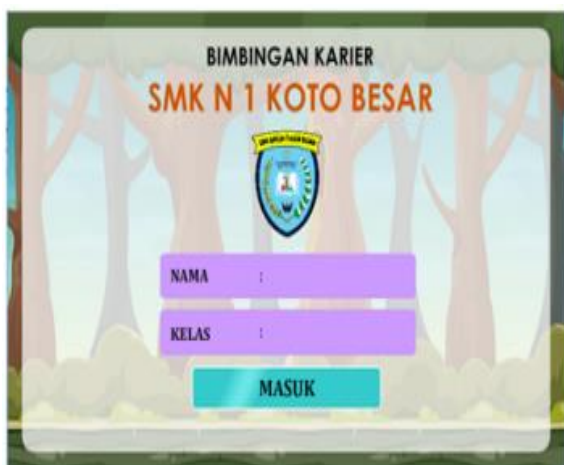 BIMBINGAN KARIER
SMK N 1 KOTO BESAR
NAMA :
KELAS :
MASUK